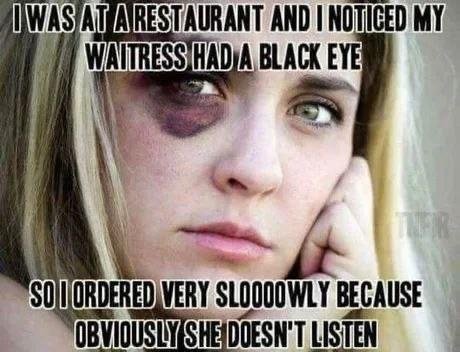 I WAS AT A RESTAURANT AND I NOTICED MY
WAITRESS HAD A BLACK EYE
SO I ORDERED VERY SLOOOOWLY BECAUSE
OBVIOUSLY SHE DOESN'T LISTEN